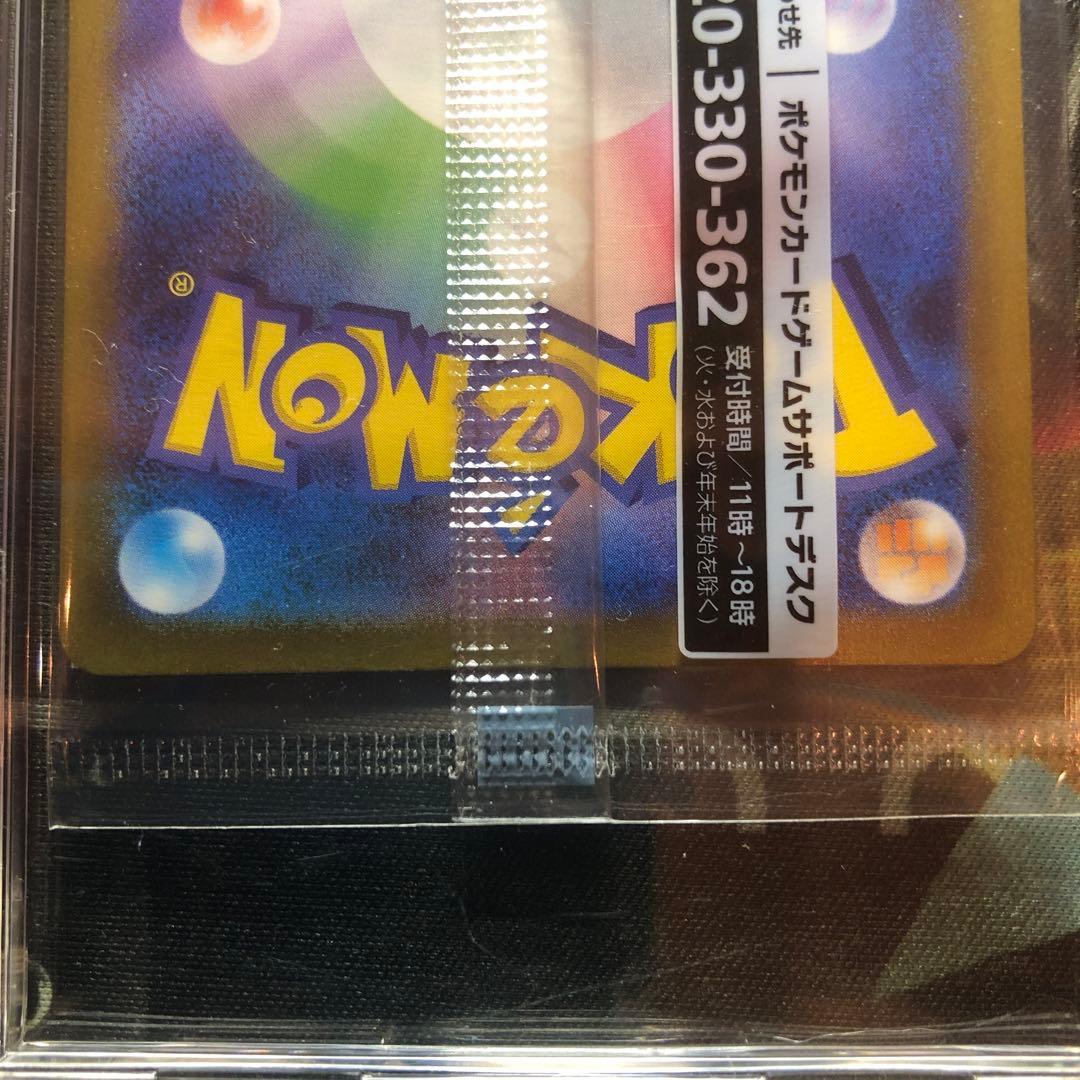 せ先 | ポケモンカードゲームサポートデスク
20-330-362 受付時間/11時~18時
(火・水および年末年始を除く)
POKéMON
®